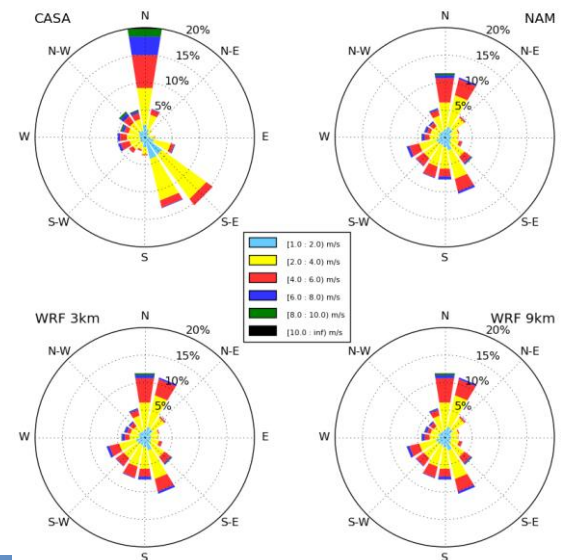 CASA
N
20%
N-W
N-E
15%
10%
5%
W
E
S-W
S-E
S
NAM
N
20%
N-W
N-E
15%
10%
5%
W
S-W
S-E
S
[1.0 : 2.0) m/s
[2.0 : 4.0) m/s
[4.0 : 6.0) m/s
[6.0 : 8.0) m/s
[8.0 : 10.0) m/s
[10.0 : inf) m/s
WRF 3km
N
20%
N-W
N-E
15%
10%
5%
W
E
S-W
S-E
S
WRF 9km
N
20%
N-W
N-E
15%
10%
5%
W
S-W
S-E
S